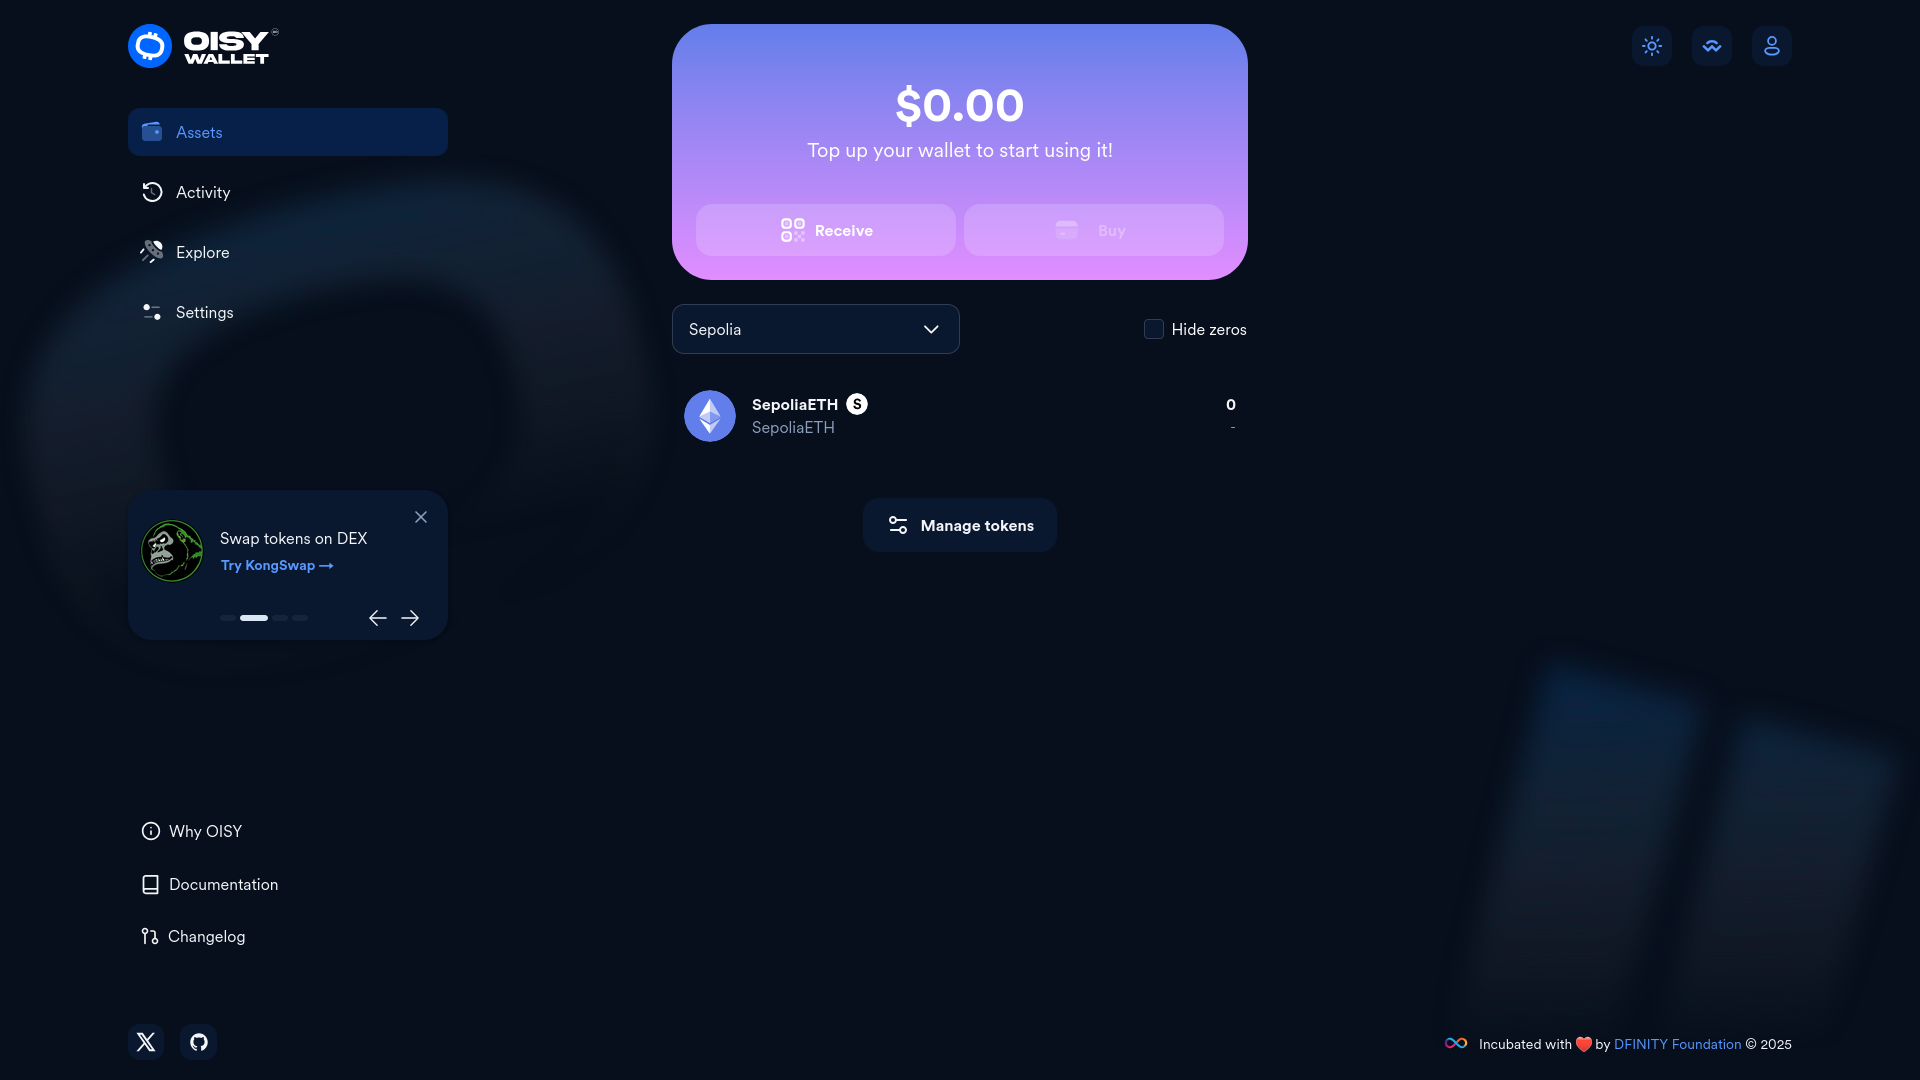 OISY
WALLET
Assets
Activity
Explore
Settings
Swap tokens on DEX
Try KongSwap →
Why OISY
Documentation
Changelog
$0.00
Top up your wallet to start using it!
Receive
Buy
Sepolia
Hide zeros
SepoliaETH S
0
SepoliaETH
-
Manage tokens
Incubated with ❤️ by DFINITY Foundation © 2025